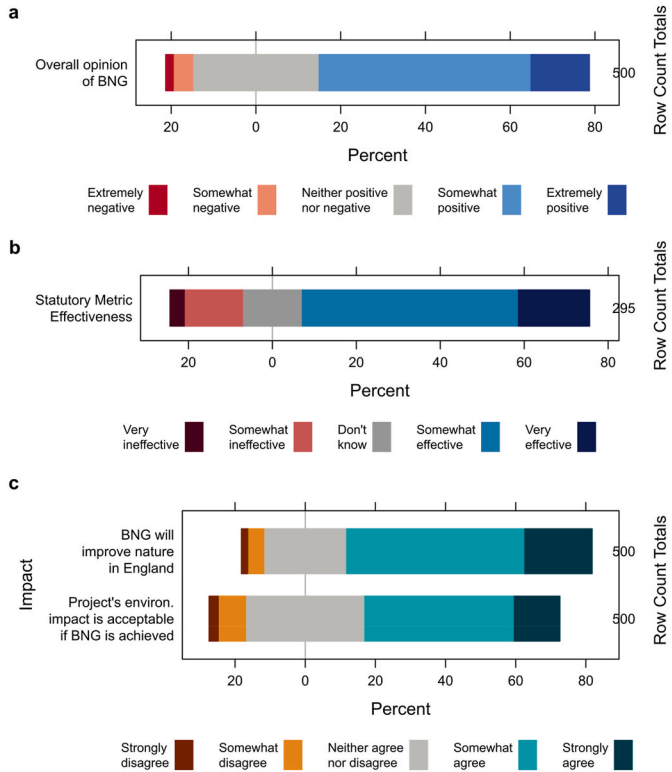 a
Overall opinion
of BNG
500
Row Count Totals
20 0 20 40 60 80
Percent
Extremely
negative
Somewhat
negative
Neither positive
nor negative
Somewhat
positive
Extremely
positive
b
Statutory Metric
Effectiveness
295
Row Count Totals
20 0 20 40 60 80
Percent
Very
ineffective
Somewhat
ineffective
Don't
know
Somewhat
effective
Very
effective
c
Impact
BNG will
improve nature
in England
500
Project's environ.
impact is acceptable
if BNG is achieved
500
Row Count Totals
20 0 20 40 60 80
Percent
Strongly
disagree
Somewhat
disagree
Neither agree
nor disagree
Somewhat
agree
Strongly
agree